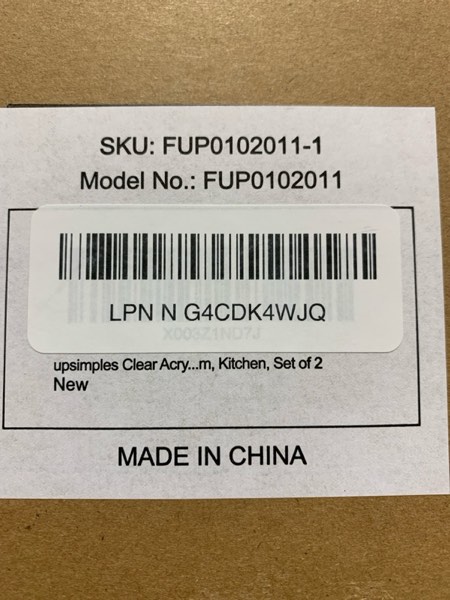 SKU: FUP0102011-1
Model No.: FUP0102011
LPN N G4CDK4WJQ
X003Z1ND7J
upsimples Clear Acry...m, Kitchen, Set of 2
New
MADE IN CHINA